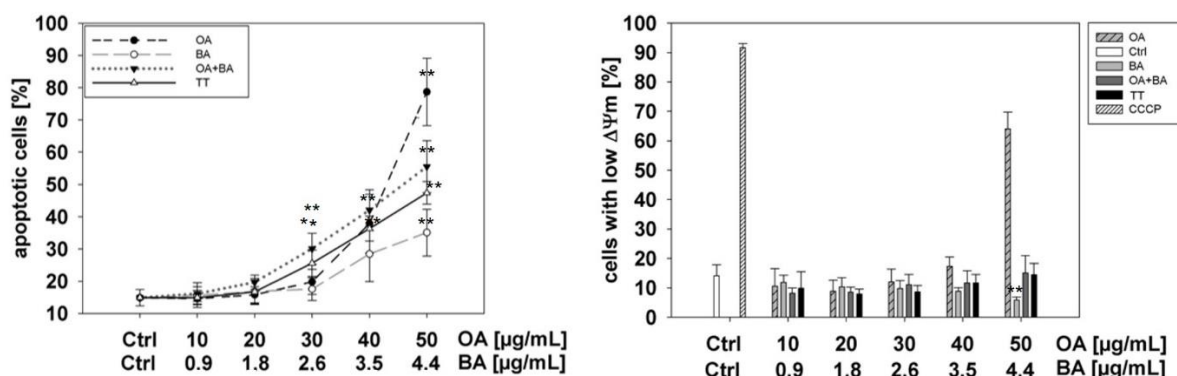 apoptotic cells [%]
100
90
80
70
60
50
40
30
20
10
OA
BA
OA+BA
TT
**
**
**
**
**
**
**
**
Ctrl 10 20 30 40 50 OA [µg/mL]
Ctrl 0.9 1.8 2.6 3.5 4.4 BA [µg/mL]
cells with low ΔΨm [%]
100
90
80
70
60
50
40
30
20
10
0
OA
Ctrl
BA
OA+BA
TT
CCCP
**
Ctrl 10 20 30 40 50 OA [µg/mL]
Ctrl 0.9 1.8 2.6 3.5 4.4 BA [µg/mL]